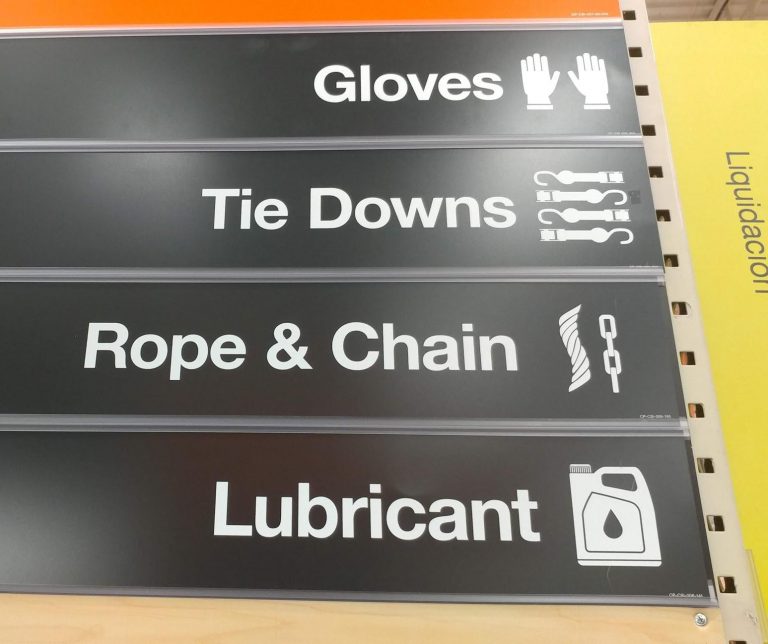 Gloves
Tie Downs
Rope & Chain
Lubricant
Liquidación